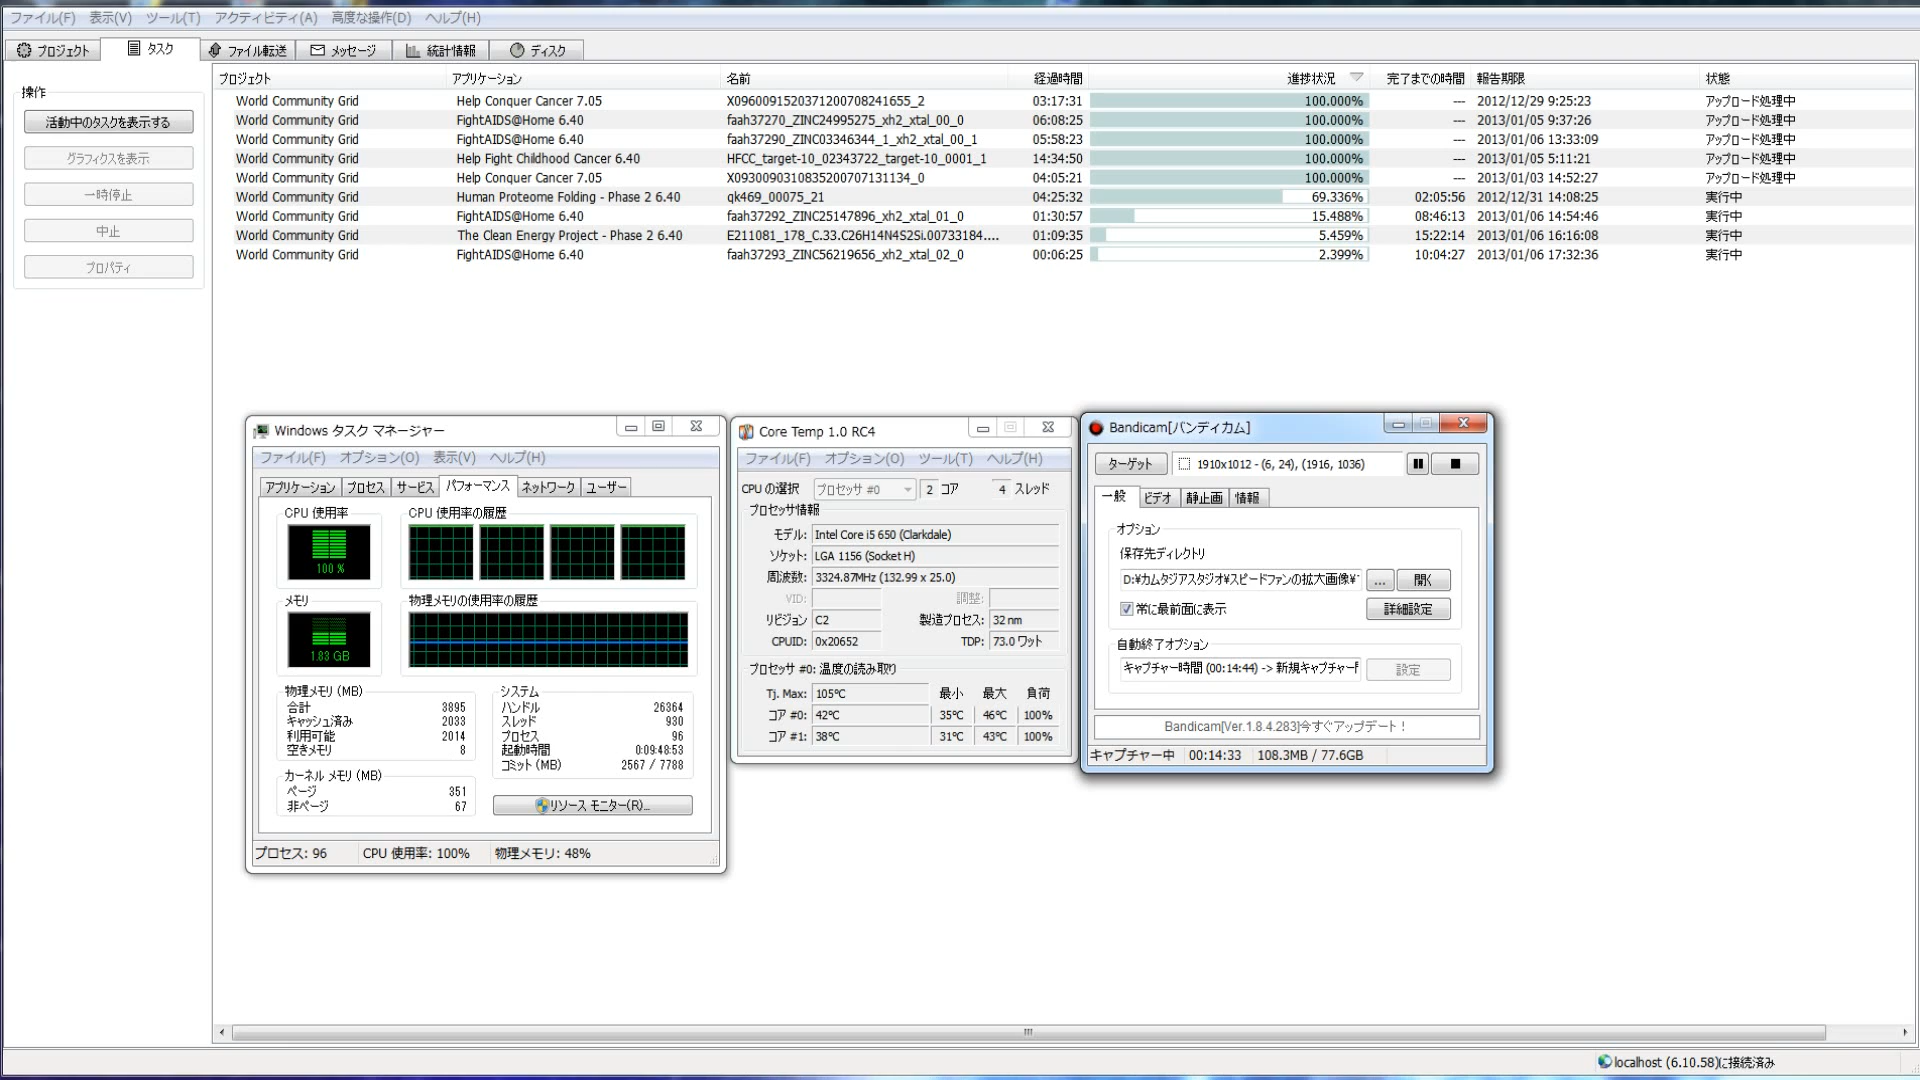 ファイル(F) 表示(V) ツール(T) アクティビティ(A) 高度な操作(D) ヘルプ(H)
プロジェクト タスク ファイル転送 メッセージ 統計情報 ディスク
操作
活動中のタスクを表示する
グラフィクスを表示
一時停止
中止
プロパティ
プロジェクト アプリケーション 名前 経過時間 進捗状況 完了までの時間 報告期限 状態
World Community Grid Help Conquer Cancer 7.05 X0960091520371200708241655_2 03:17:31 100.000% --- 2012/12/29 9:25:23 アップロード処理中
World Community Grid FightAIDS@Home 6.40 faah37270_ZINC24995275_xh2_xtal_00_0 06:08:25 100.000% --- 2013/01/05 9:37:26 アップロード処理中
World Community Grid FightAIDS@Home 6.40 faah37290_ZINC03346344_1_xh2_xtal_00_1 05:58:23 100.000% --- 2013/01/06 13:33:09 アップロード処理中
World Community Grid Help Fight Childhood Cancer 6.40 HFCC_target-10_02343722_target-10_0001_1 14:34:50 100.000% --- 2013/01/05 5:11:21 アップロード処理中
World Community Grid Help Conquer Cancer 7.05 X0930090310835200707131134_0 04:05:21 100.000% --- 2013/01/03 14:52:27 アップロード処理中
World Community Grid Human Proteome Folding - Phase 2 6.40 qk469_00075_21 04:25:32 69.336% 02:05:56 2012/12/31 14:08:25 実行中
World Community Grid FightAIDS@Home 6.40 faah37292_ZINC25147896_xh2_xtal_01_0 01:30:57 15.488% 08:46:13 2013/01/06 14:54:46 実行中
World Community Grid The Clean Energy Project - Phase 2 6.40 E211081_178_C.33.C26H14N4S2Si.00733184.... 01:09:35 5.459% 15:22:14 2013/01/06 16:16:08 実行中
World Community Grid FightAIDS@Home 6.40 faah37293_ZINC56219656_xh2_xtal_02_0 00:06:25 2.399% 10:04:27 2013/01/06 17:32:36 実行中
Windows タスク マネージャー
ファイル(F) オプション(O) 表示(V) ヘルプ(H)
アプリケーション プロセス サービス パフォーマンス ネットワーク ユーザー
CPU 使用率 CPU 使用率の履歴
100 %
メモリ 物理メモリの使用率の履歴
1.83 GB
物理メモリ (MB)
合計 3895
キャッシュ済み 2033
利用可能 2014
空きメモリ 8
カーネル メモリ (MB)
ページ 351
非ページ 67
システム
ハンドル 26364
スレッド 930
プロセス 96
起動時間 0:09:48:53
コミット (MB) 2567 / 7788
リソース モニター(R)...
プロセス: 96 CPU 使用率: 100% 物理メモリ: 48%
Core Temp 1.0 RC4
ファイル(F) オプション(O) ツール(T) ヘルプ(H)
CPU の選択 プロセッサ #0 2 コア 4 スレッド
プロセッサ情報
モデル: Intel Core i5 650 (Clarkdale)
ソケット: LGA 1156 (Socket H)
周波数: 3324.87MHz (132.99 x 25.0)
VID: 調整:
リビジョン C2 製造プロセス: 32 nm
CPUID: 0x20652 TDP: 73.0 ワット
プロセッサ #0: 温度の読み取り
Tj. Max: 105℃ 最小 最大 負荷
コア #0: 42℃ 35℃ 46℃ 100%
コア #1: 38℃ 31℃ 43℃ 100%
Bandicam[バンディカム]
ターゲット 1910x1012 - (6, 24), (1916, 1036)
一般 ビデオ 静止画 情報
オプション
保存先ディレクトリ
D:¥カムタジアスタジオ¥スピードファンの拡大画像¥ ... 開く
常に最前面に表示 詳細設定
自動終了オプション
キャプチャー時間 (00:14:44) -> 新規キャプチャー 設定
Bandicam[Ver.1.8.4.283]今すぐアップデート！
キャプチャー中 00:14:33 108.3MB / 77.6GB
localhost (6.10.58)に接続済み